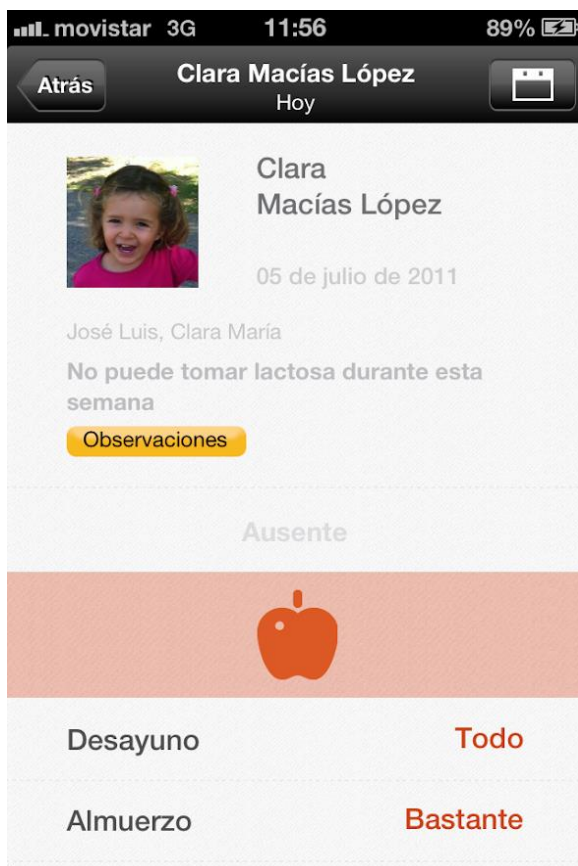 movistar 3G 11:56 89%
Atrás
Clara Macías López
Hoy
Clara
Macías López
05 de julio de 2011
José Luis, Clara María
No puede tomar lactosa durante esta
semana
Observaciones
Ausente
Desayuno Todo
Almuerzo Bastante